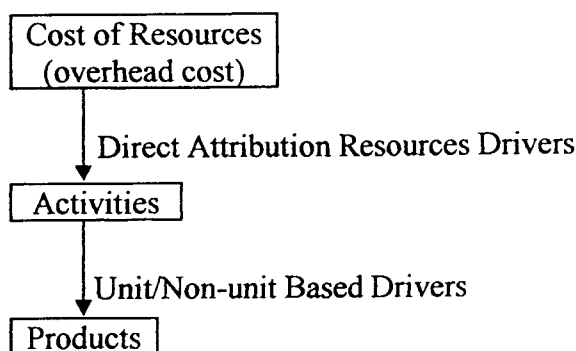 Cost of Resources
(overhead cost)
Direct Attribution Resources Drivers
Activities
Unit/Non-unit Based Drivers
Products